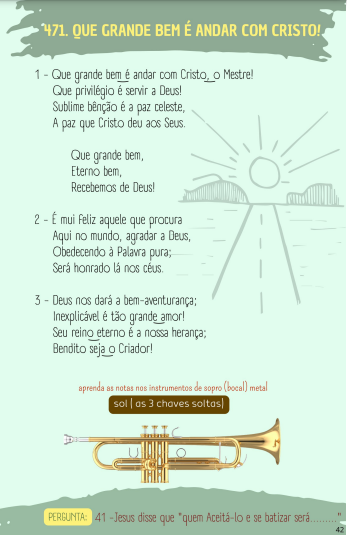 471. QUE GRANDE BEM É ANDAR COM CRISTO!
1 - Que grande bem é andar com Cristo, o Mestre!
Que privilégio é servir a Deus!
Sublime bênção é a paz celeste,
A paz que Cristo deu aos Seus.
Que grande bem,
Eterno bem,
Recebemos de Deus!
2 - É mui feliz aquele que procura
Aqui no mundo, agradar a Deus,
Obedecendo à Palavra pura;
Será honrado lá nos céus.
3 - Deus nos dará a bem-aventurança;
Inexplicável é tão grande amor!
Seu reino eterno é a nossa herança;
Bendito seja o Criador!
aprenda as notas nos instrumentos de sopro (bocal) metal
sol ( as 3 chaves soltas)
PERGUNTA: 41 -Jesus disse que "quem Aceitá-lo e se batizar será.........."
42